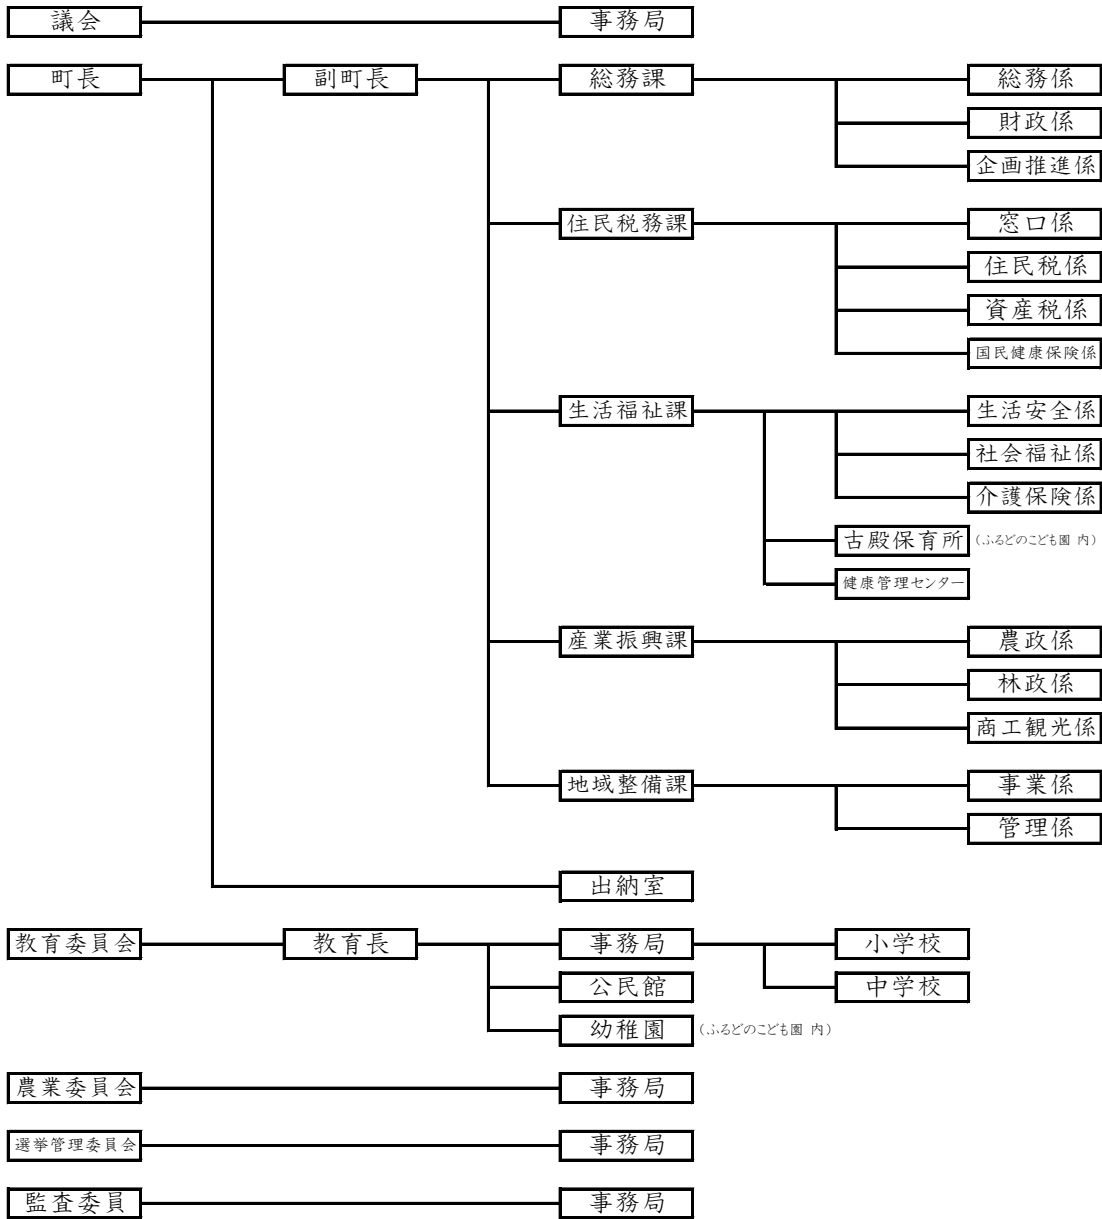 議会 事務局
町長 副町長 総務課 総務係
財政係
企画推進係
住民税務課 窓口係
住民税係
資産税係
国民健康保険係
生活福祉課 生活安全係
社会福祉係
介護保険係
古殿保育所 (ふるどのこども園 内)
健康管理センター
産業振興課 農政係
林政係
商工観光係
地域整備課 事業係
管理係
出納室
教育委員会 教育長 事務局 小学校
公民館 中学校
幼稚園 (ふるどのこども園 内)
農業委員会 事務局
選挙管理委員会 事務局
監査委員 事務局